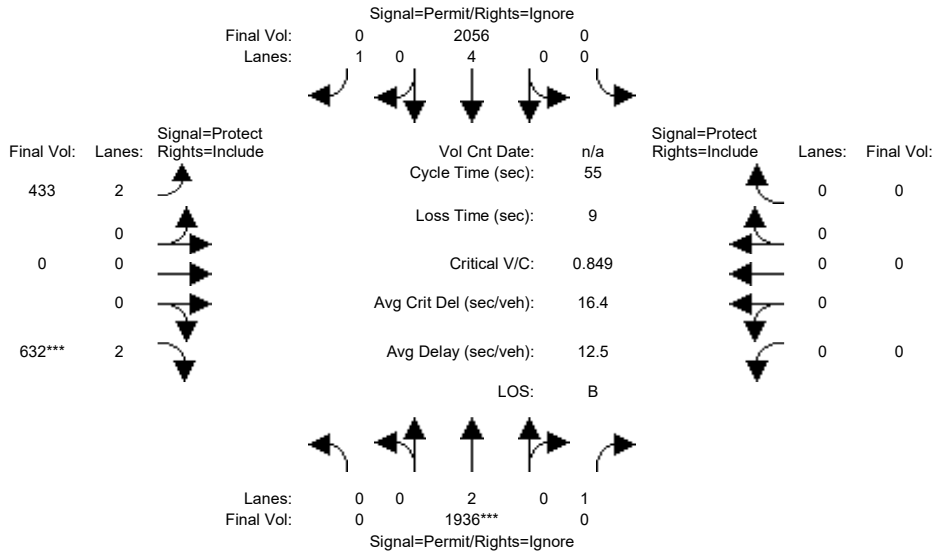 Signal=Permit/Rights=Ignore
Final Vol: 0 2056 0
Lanes: 1 0 4 0 0
Signal=Protect
Final Vol: Lanes: Rights=Include
Vol Cnt Date: n/a
Signal=Protect
Rights=Include Lanes: Final Vol:
Cycle Time (sec): 55
433 2
0 0
Loss Time (sec): 9
0
0
0 0
Critical V/C: 0.849
0 0
0
Avg Crit Del (sec/veh): 16.4
0
632*** 2
Avg Delay (sec/veh): 12.5
0 0
LOS: B
Lanes: 0 0 2 0 1
Final Vol: 0 1936*** 0
Signal=Permit/Rights=Ignore